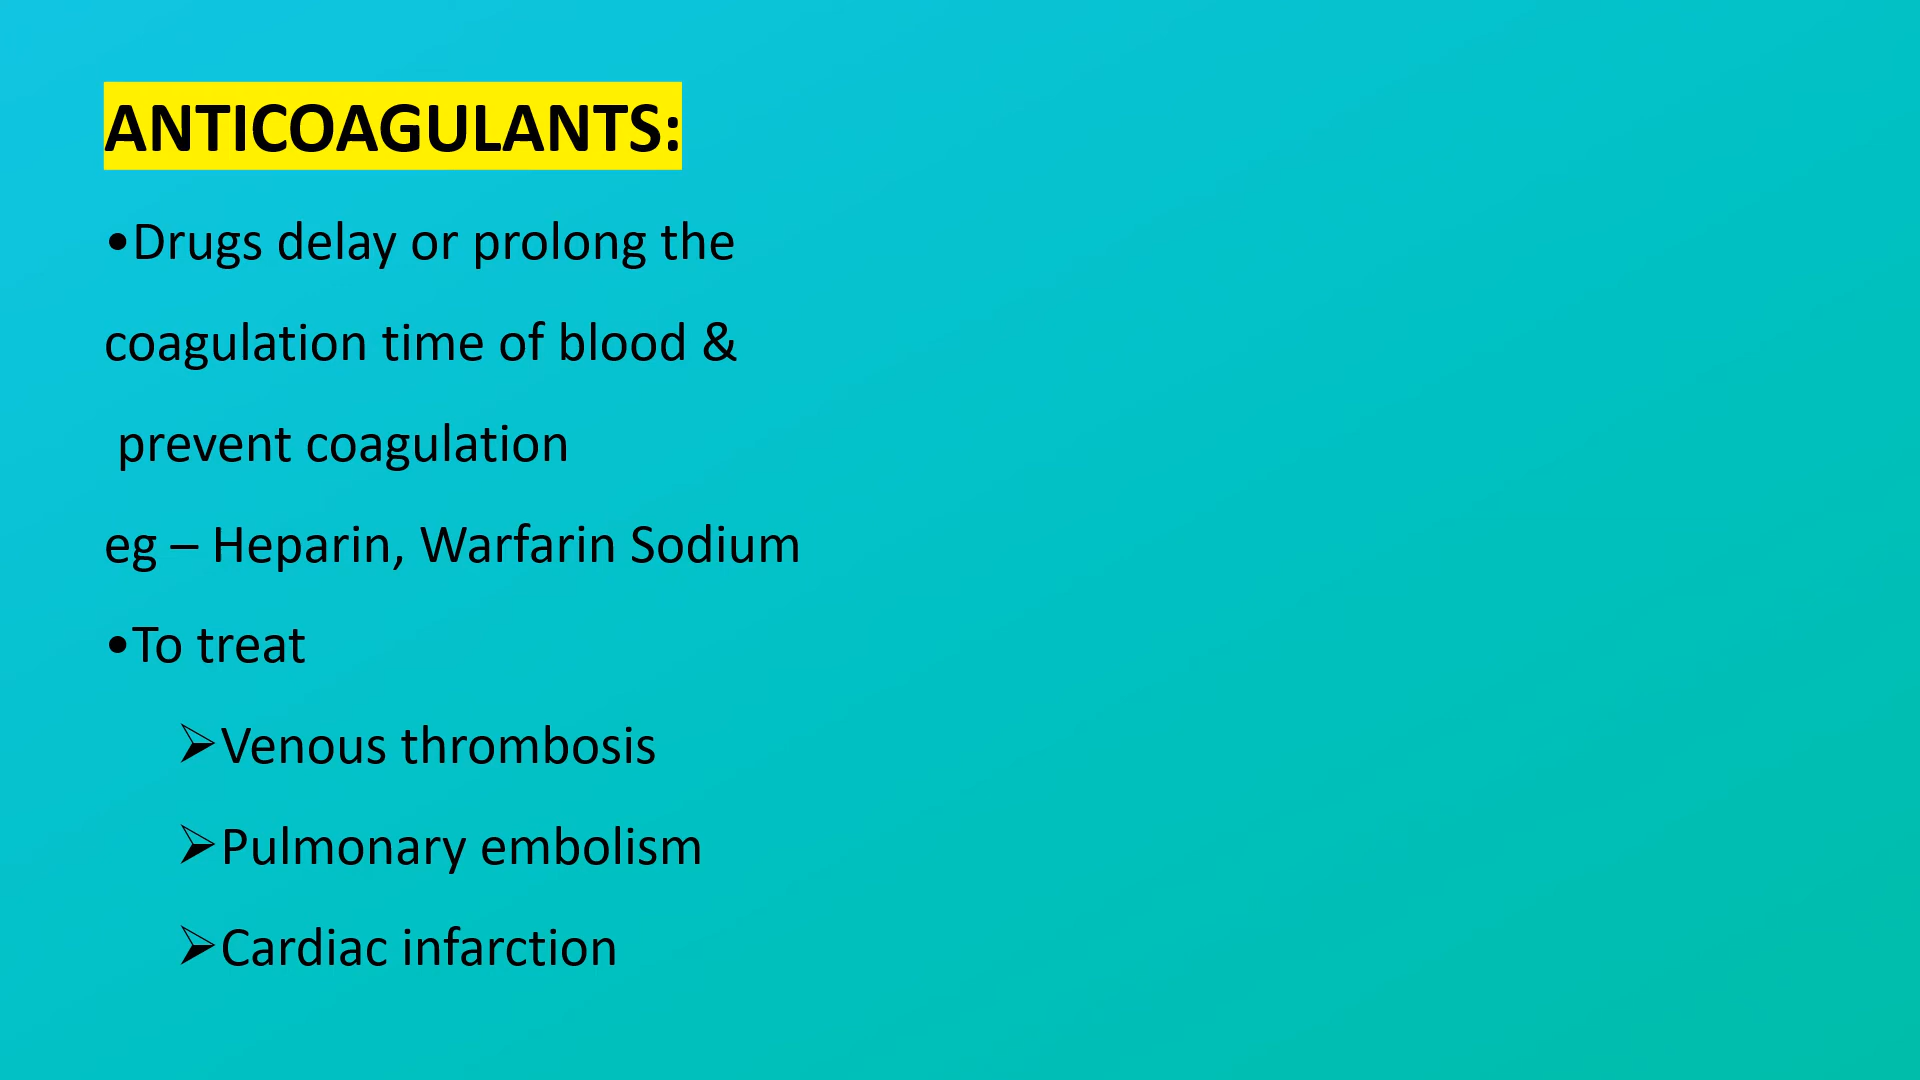 ANTICOAGULANTS:
•Drugs delay or prolong the
coagulation time of blood &
prevent coagulation
eg – Heparin, Warfarin Sodium
•To treat
➢Venous thrombosis
➢Pulmonary embolism
➢Cardiac infarction